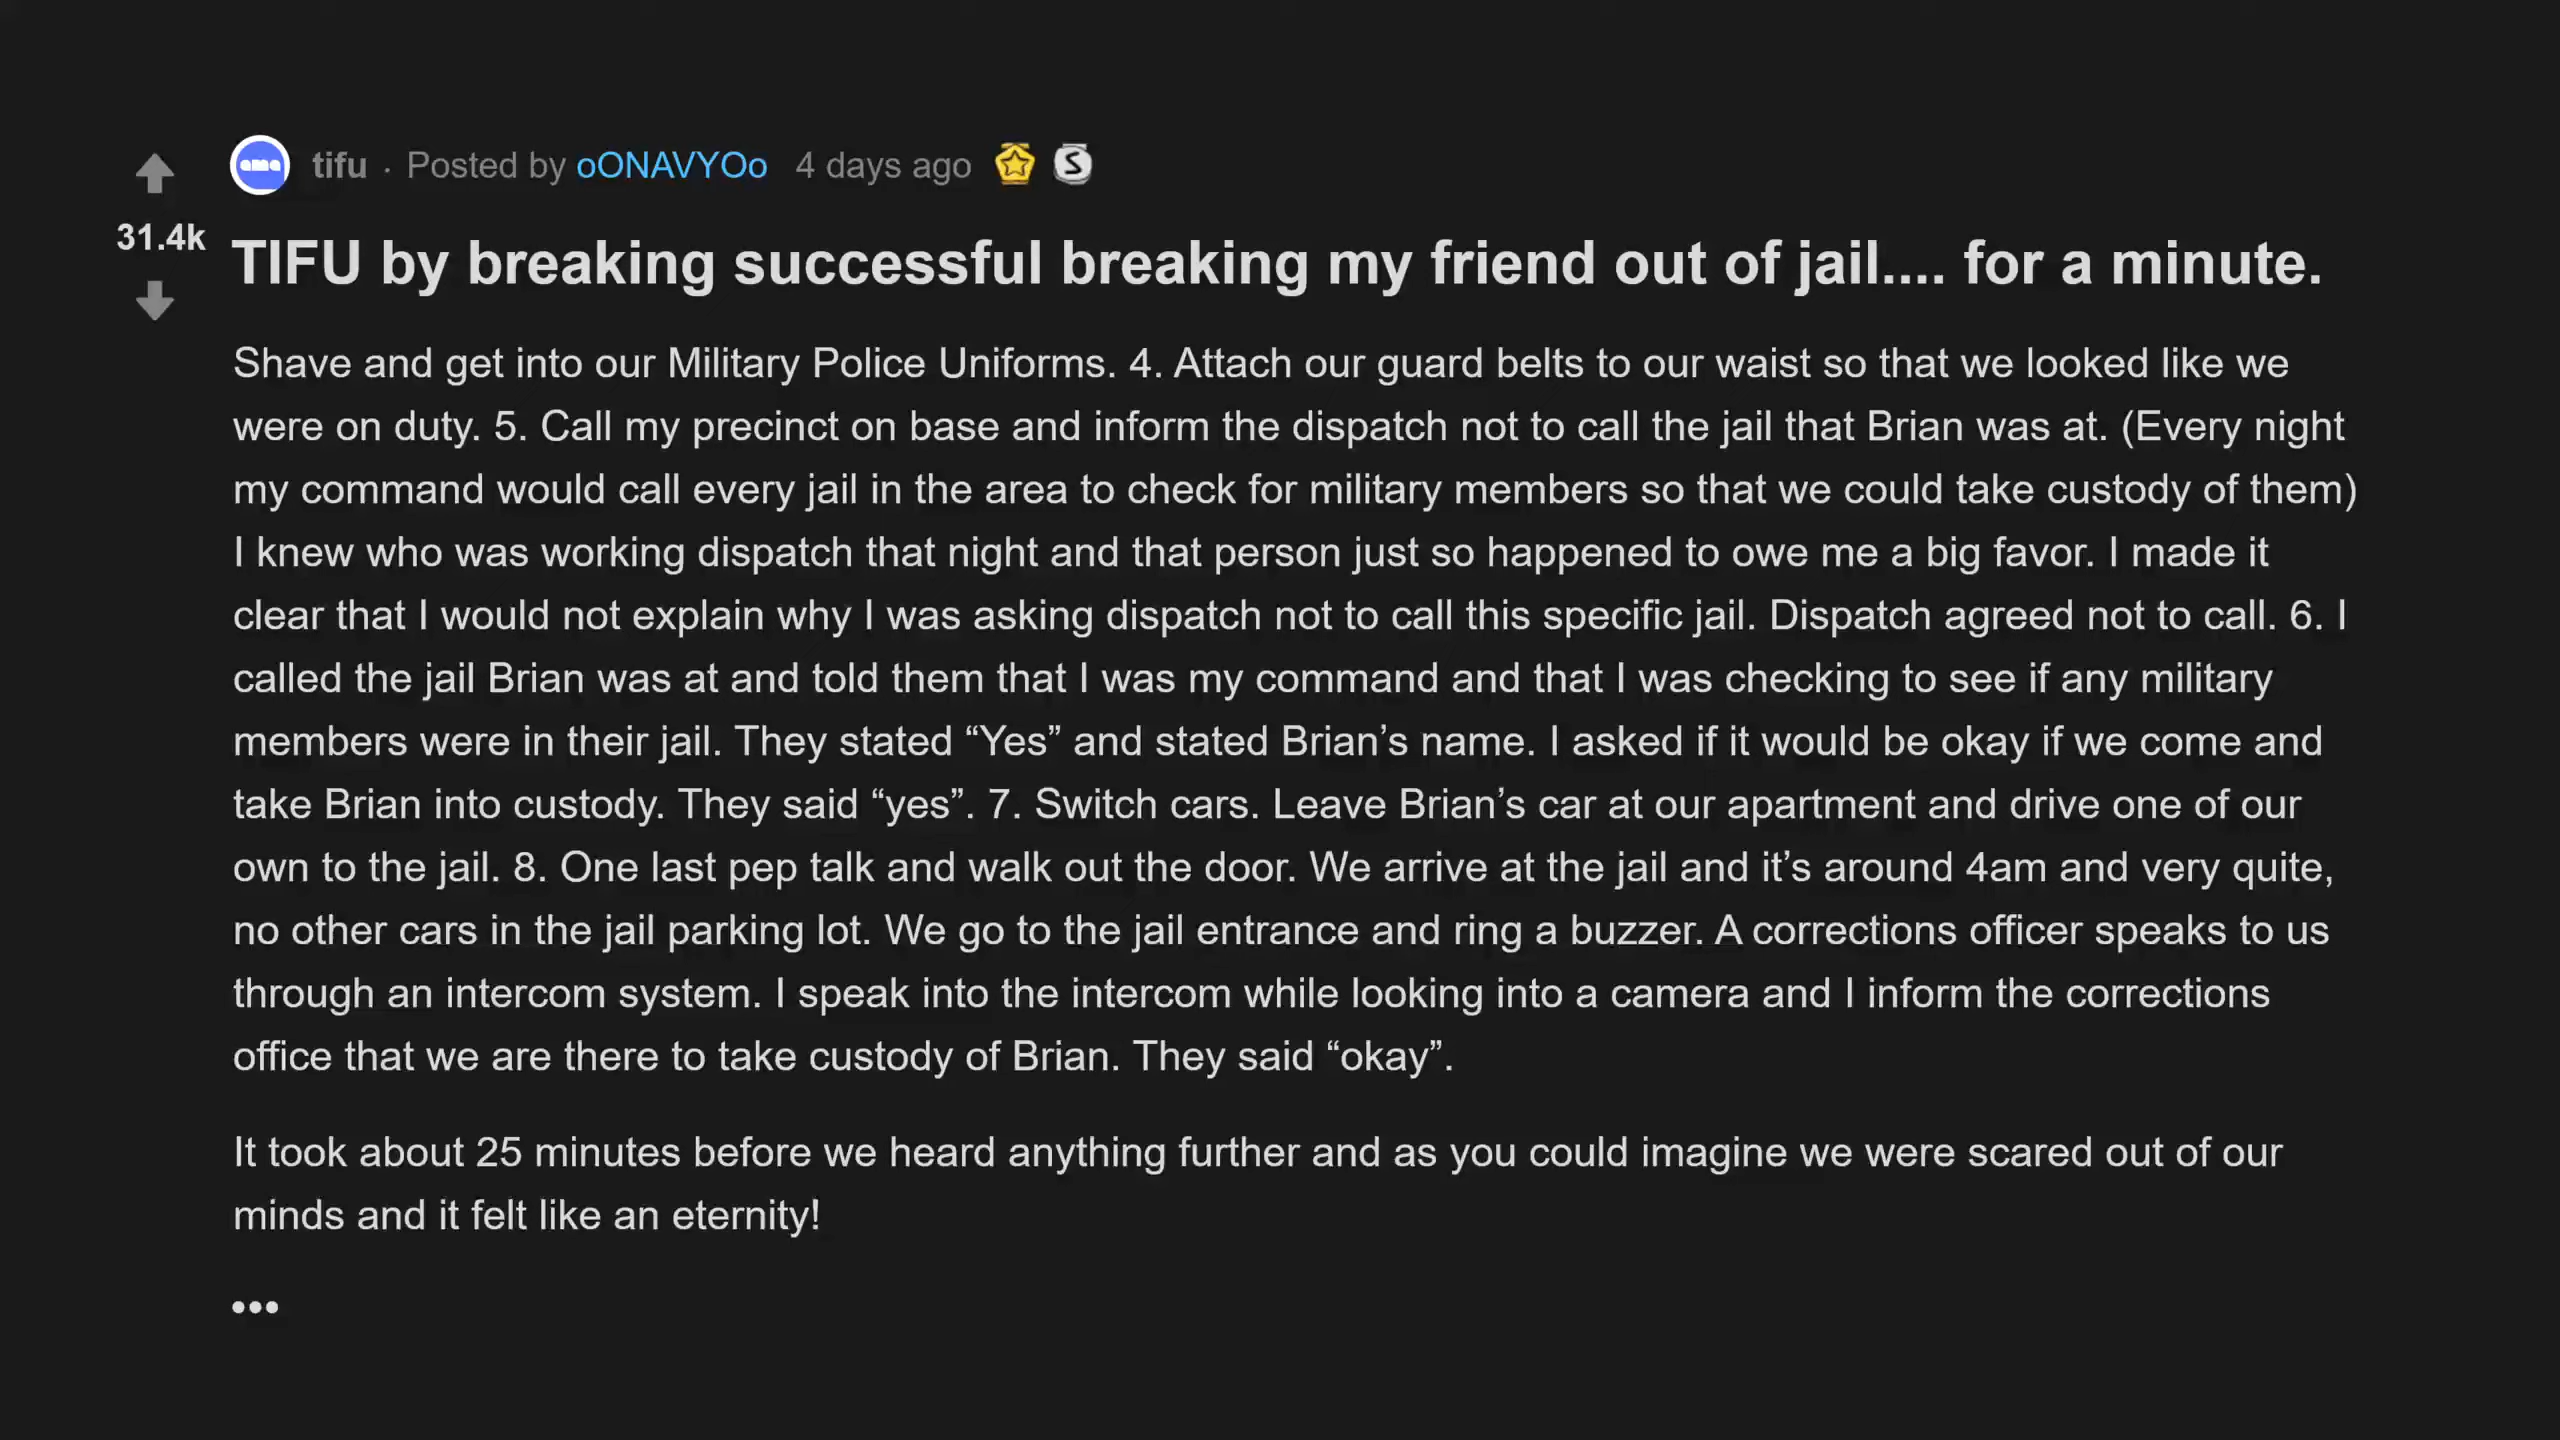 ama tifu · Posted by oONAVYOo 4 days ago
31.4k
TIFU by breaking successful breaking my friend out of jail.... for a minute.
Shave and get into our Military Police Uniforms. 4. Attach our guard belts to our waist so that we looked like we
were on duty. 5. Call my precinct on base and inform the dispatch not to call the jail that Brian was at. (Every night
my command would call every jail in the area to check for military members so that we could take custody of them)
I knew who was working dispatch that night and that person just so happened to owe me a big favor. I made it
clear that I would not explain why I was asking dispatch not to call this specific jail. Dispatch agreed not to call. 6. I
called the jail Brian was at and told them that I was my command and that I was checking to see if any military
members were in their jail. They stated “Yes” and stated Brian’s name. I asked if it would be okay if we come and
take Brian into custody. They said “yes”. 7. Switch cars. Leave Brian’s car at our apartment and drive one of our
own to the jail. 8. One last pep talk and walk out the door. We arrive at the jail and it’s around 4am and very quite,
no other cars in the jail parking lot. We go to the jail entrance and ring a buzzer. A corrections officer speaks to us
through an intercom system. I speak into the intercom while looking into a camera and I inform the corrections
office that we are there to take custody of Brian. They said “okay”.
It took about 25 minutes before we heard anything further and as you could imagine we were scared out of our
minds and it felt like an eternity!
•••